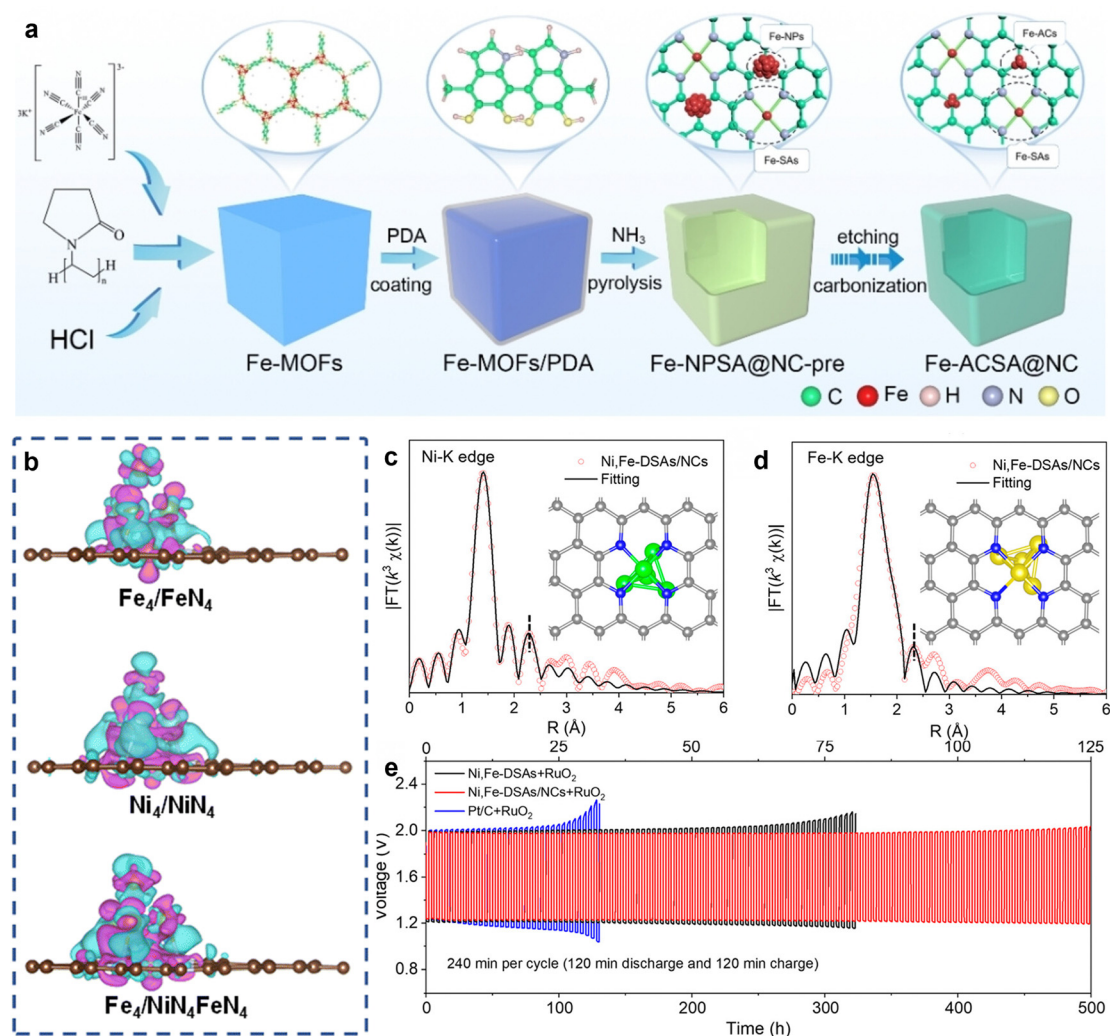 a
3-
3K⁺
N
C
C
N
N
C
Fe
C
N
N
C
C
N
N
O
H
H
n
HCl
Fe-NPs
Fe-SAs
Fe-ACs
Fe-SAs
PDA
coating
NH₃
pyrolysis
etching
carbonization
Fe-MOFs
Fe-MOFs/PDA
Fe-NPSA@NC-pre
Fe-ACSA@NC
C Fe H N O
b
Fe₄/FeN₄
Ni₄/NiN₄
Fe₄/NiN₄FeN₄
c
Ni-K edge
Ni,Fe-DSAs/NCs
Fitting
|FT(k³ χ(k))|
0 1 2 3 4 5 6
R (Å)
d
Fe-K edge
Ni,Fe-DSAs/NCs
Fitting
|FT(k³ χ(k))|
0 1 2 3 4 5 6
R (Å)
0 25 50 75 100 125
e
Ni,Fe-DSAs+RuO₂
Ni,Fe-DSAs/NCs+RuO₂
Pt/C+RuO₂
Voltage (V)
2.4
2.0
1.6
1.2
0.8
240 min per cycle (120 min discharge and 120 min charge)
0 100 200 300 400 500
Time (h)